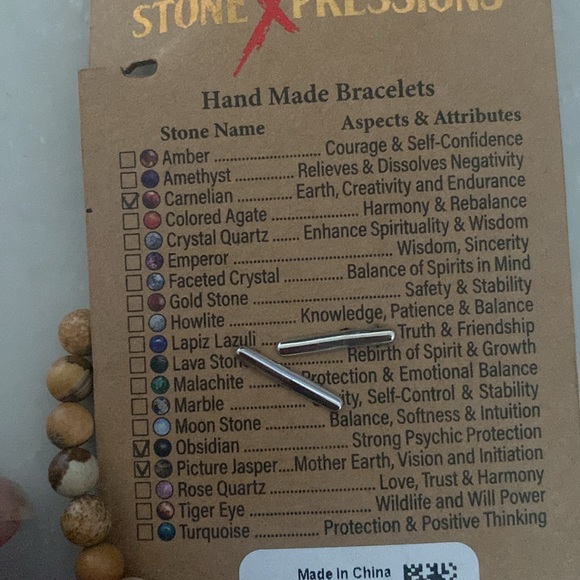 STONE XPRESSIONS
Hand Made Bracelets
Stone Name Aspects & Attributes
Amber .......................... Courage & Self-Confidence
Amethyst ................ Relieves & Dissolves Negativity
Carnelian ............. Earth, Creativity and Endurance
Colored Agate ..................... Harmony & Rebalance
Crystal Quartz ....... Enhance Spirituality & Wisdom
Emperor ....................................... Wisdom, Sincerity
Faceted Crystal ................. Balance of Spirits in Mind
Gold Stone ....................................... Safety & Stability
Howlite ..................... Knowledge, Patience & Balance
Lapiz Lazuli ... Truth & Friendship
Lava ... Rebirth of Spirit & Growth
Malachite ........... Protection & Emotional Balance
Marble ............ Self-Control & Stability
Moon Stone ................. Balance, Softness & Intuition
Obsidian ............................ Strong Psychic Protection
Picture Jasper....Mother Earth, Vision and Initiation
Rose Quartz ............................ Love, Trust & Harmony
Tiger Eye .................................. Wildlife and Will Power
Turquoise ................... Protection & Positive Thinking
Made in China